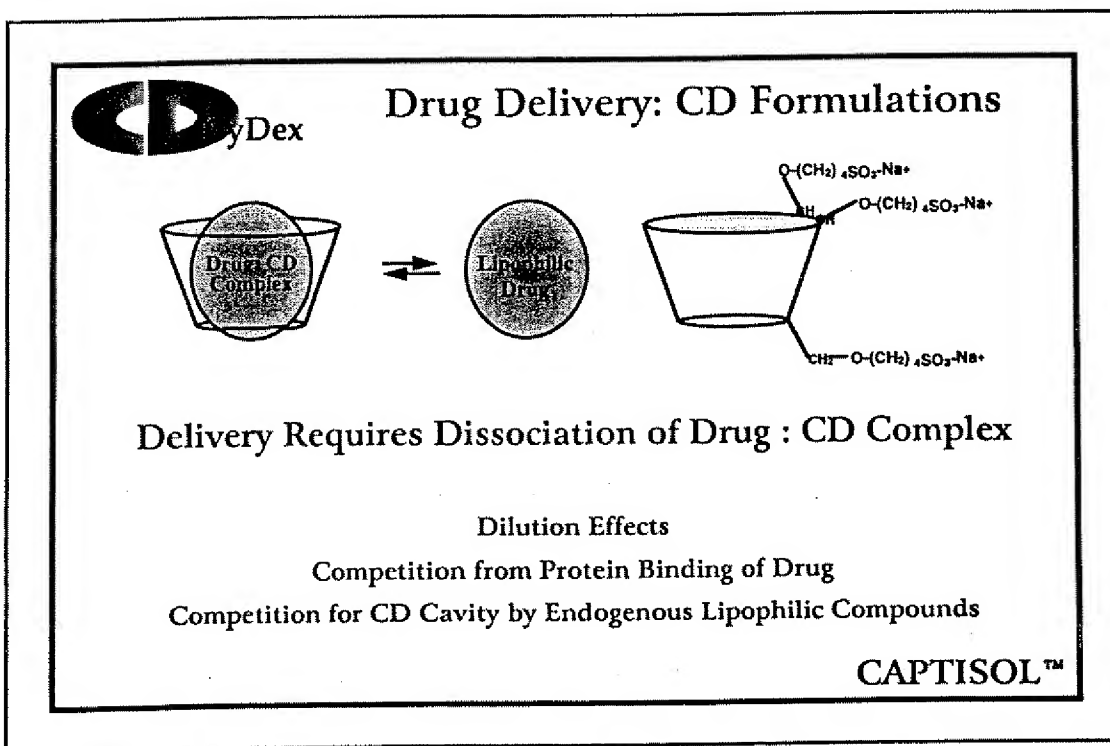 CyDex
Drug Delivery: CD Formulations
O-(CH₂) ₄SO₃-Na+
O-(CH₂) ₄SO₃-Na+
Drug:CD
Complex
Lipophilic
Drug
CH₂-O-(CH₂) ₄SO₃-Na+
Delivery Requires Dissociation of Drug : CD Complex
Dilution Effects
Competition from Protein Binding of Drug
Competition for CD Cavity by Endogenous Lipophilic Compounds
CAPTISOL™